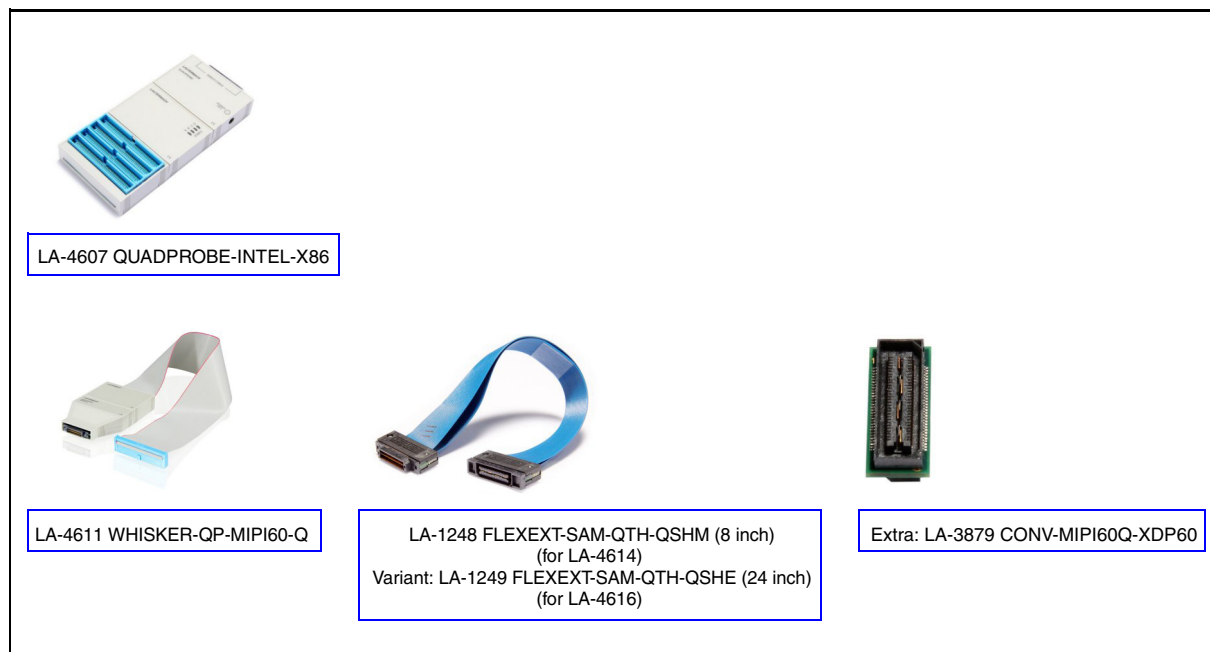 LA-4607 QUADPROBE-INTEL-X86
LA-4611 WHISKER-QP-MIPI60-Q
LA-1248 FLEXEXT-SAM-QTH-QSHM (8 inch)
(for LA-4614)
Variant: LA-1249 FLEXEXT-SAM-QTH-QSHE (24 inch)
(for LA-4616)
Extra: LA-3879 CONV-MIPI60Q-XDP60